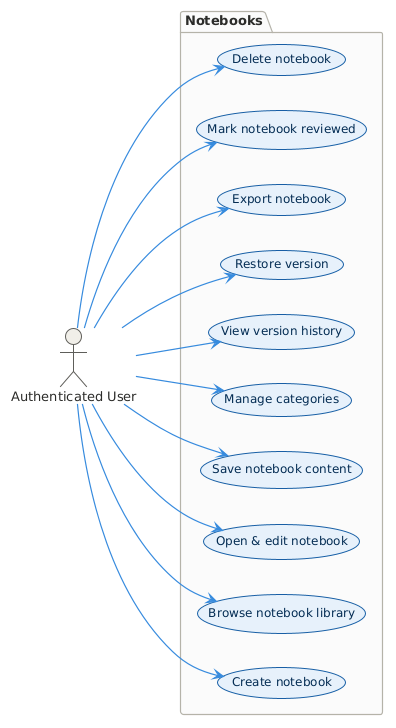 Notebooks
Delete notebook
Mark notebook reviewed
Export notebook
Restore version
View version history
Authenticated User
Manage categories
Save notebook content
Open & edit notebook
Browse notebook library
Create notebook